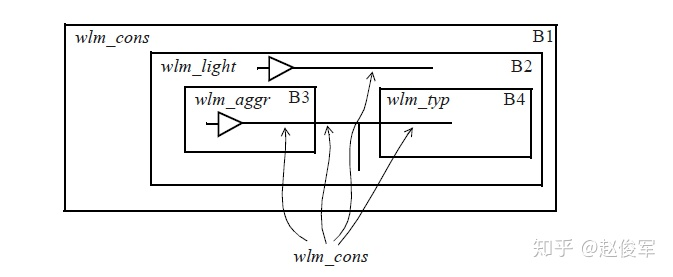 wlm_cons B1
wlm_light B2
wlm_aggr B3 wlm_typ B4
wlm_cons
知乎 @赵俊军